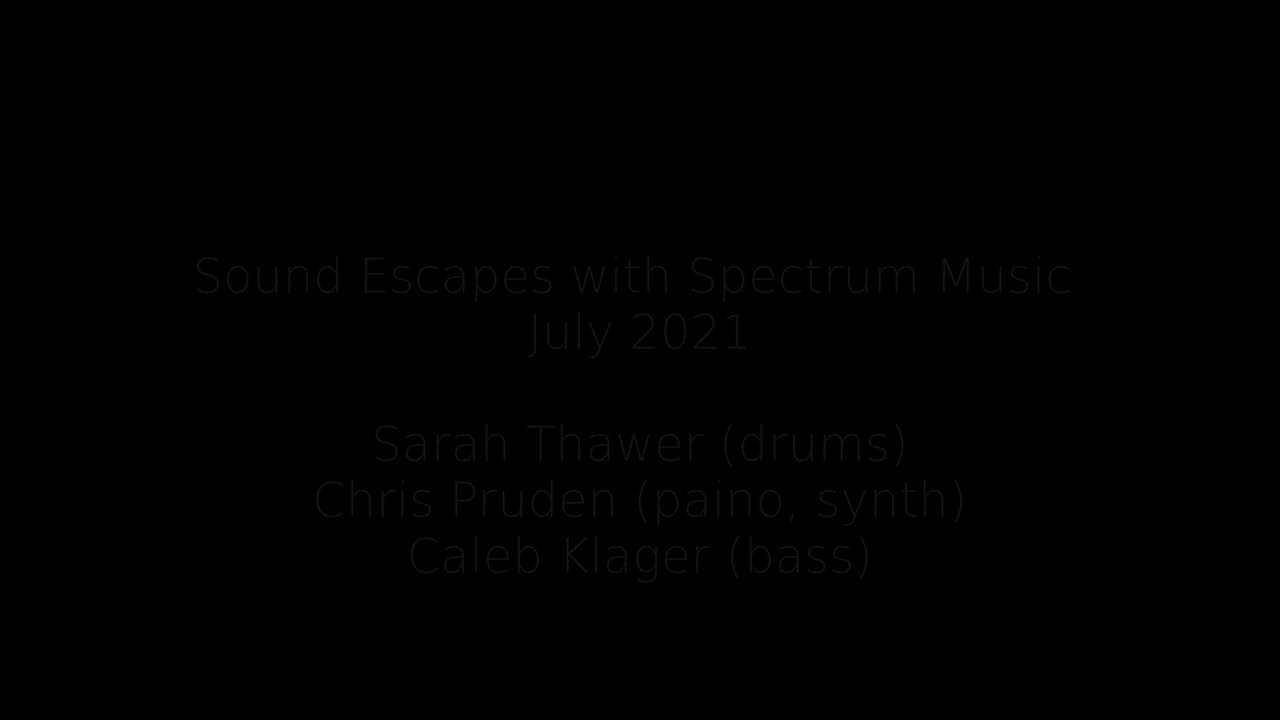 Sound Escapes with Spectrum Music
July 2021
Sarah Thawer (drums)
Chris Pruden (paino, synth)
Caleb Klager (bass)